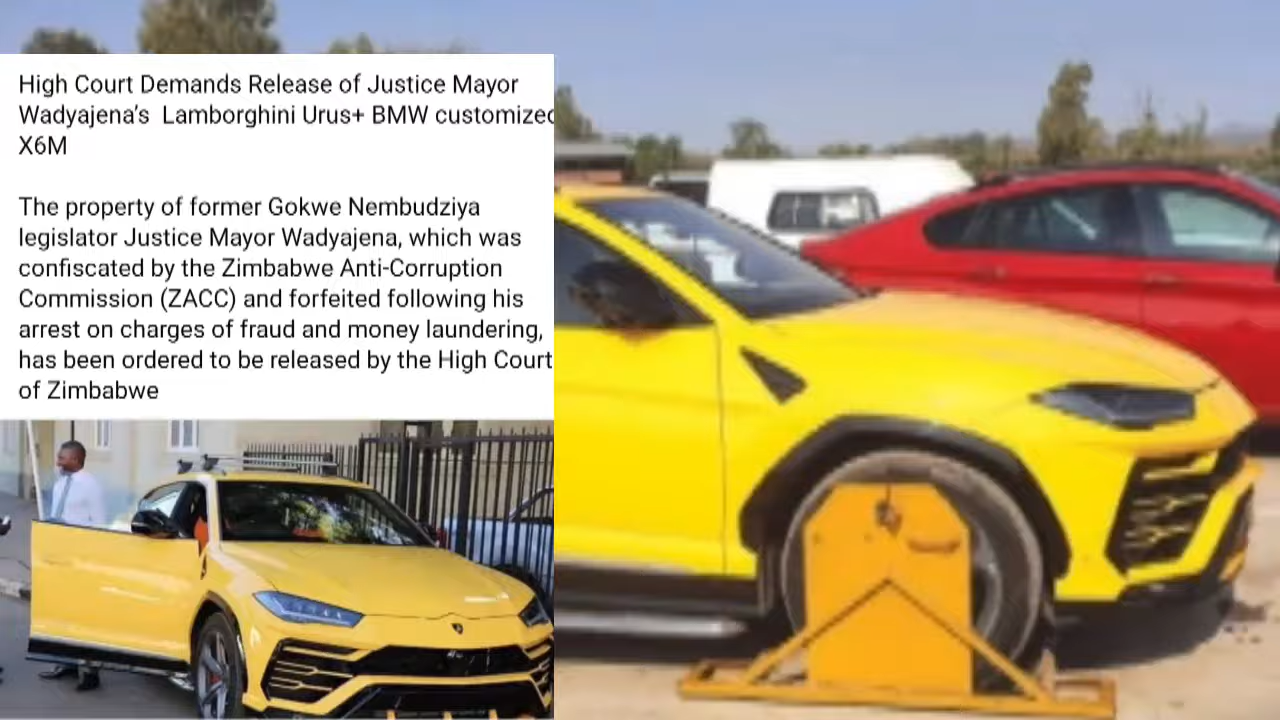 High Court Demands Release of Justice Mayor
Wadyajena’s  Lamborghini Urus+ BMW customized
X6M
The property of former Gokwe Nembudziya
legislator Justice Mayor Wadyajena, which was
confiscated by the Zimbabwe Anti-Corruption
Commission (ZACC) and forfeited following his
arrest on charges of fraud and money laundering,
has been ordered to be released by the High Court
of Zimbabwe